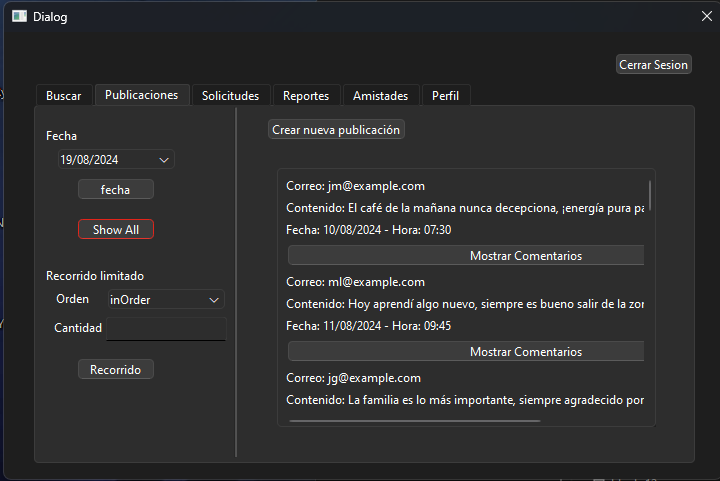 Dialog
Cerrar Sesion
Buscar
Publicaciones
Solicitudes
Reportes
Amistades
Perfil
Fecha
19/08/2024
fecha
Show All
Recorrido limitado
Orden
inOrder
Cantidad
Recorrido
Crear nueva publicación
Correo: jm@example.com
Contenido: El café de la mañana nunca decepciona, ¡energía pura pa
Fecha: 10/08/2024 - Hora: 07:30
Mostrar Comentarios
Correo: ml@example.com
Contenido: Hoy aprendí algo nuevo, siempre es bueno salir de la zor
Fecha: 11/08/2024 - Hora: 09:45
Mostrar Comentarios
Correo: jg@example.com
Contenido: La familia es lo más importante, siempre agradecido por